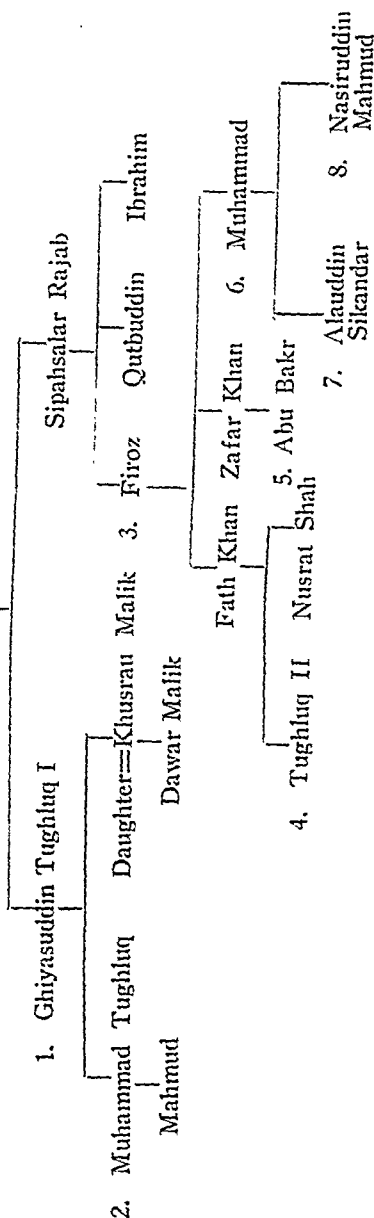 1. Ghiyasuddin Tughluq I
Sipahsalar Rajab
2. Muhammad Tughluq
Daughter=Khusrau Malik
3. Firoz
Qutbuddin
Ibrahim
Mahmud
Dawar Malik
Fath Khan
Zafar Khan
6. Muhammad
4. Tughluq II
Nusrat Shah
5. Abu Bakr
7. Alauddin
Sikandar
8. Nasiruddin
Mahmud